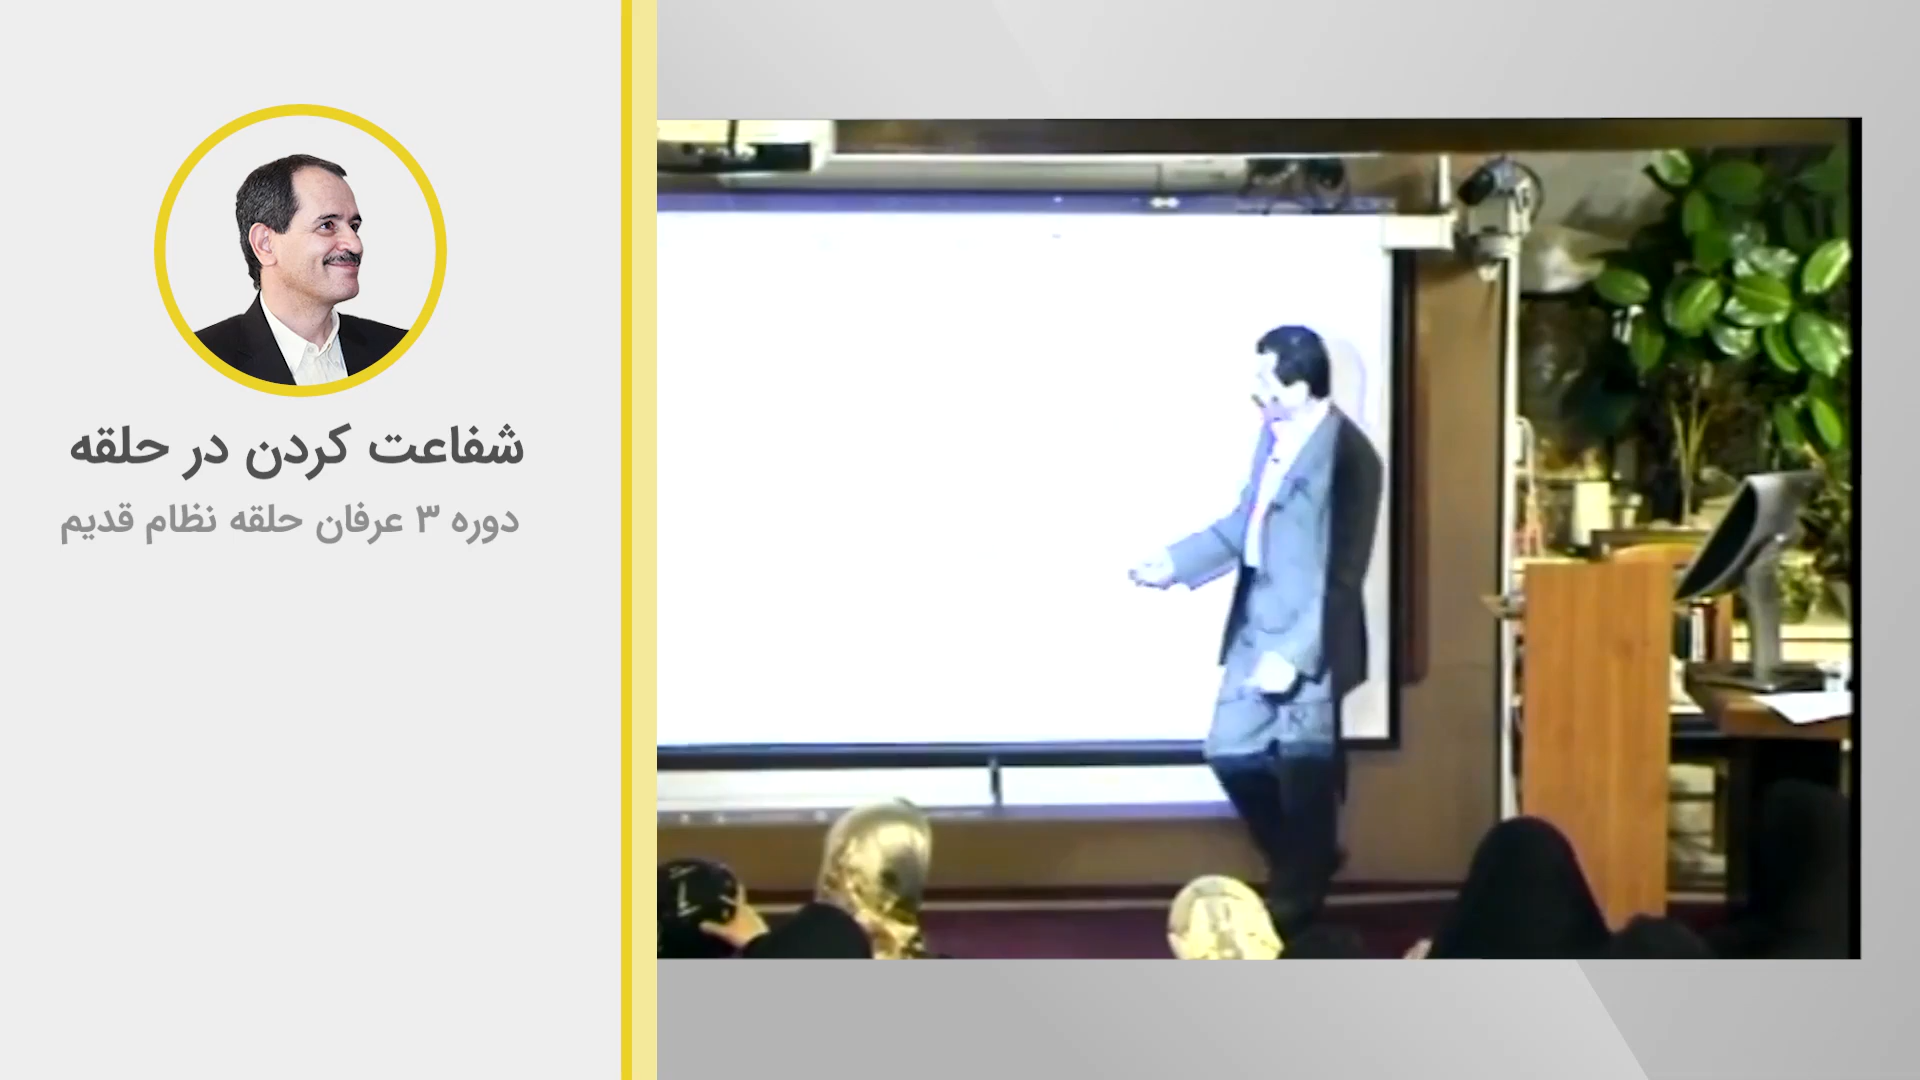 شفاعت کردن در حلقه
دوره ۳ عرفان حلقه نظام قدیم